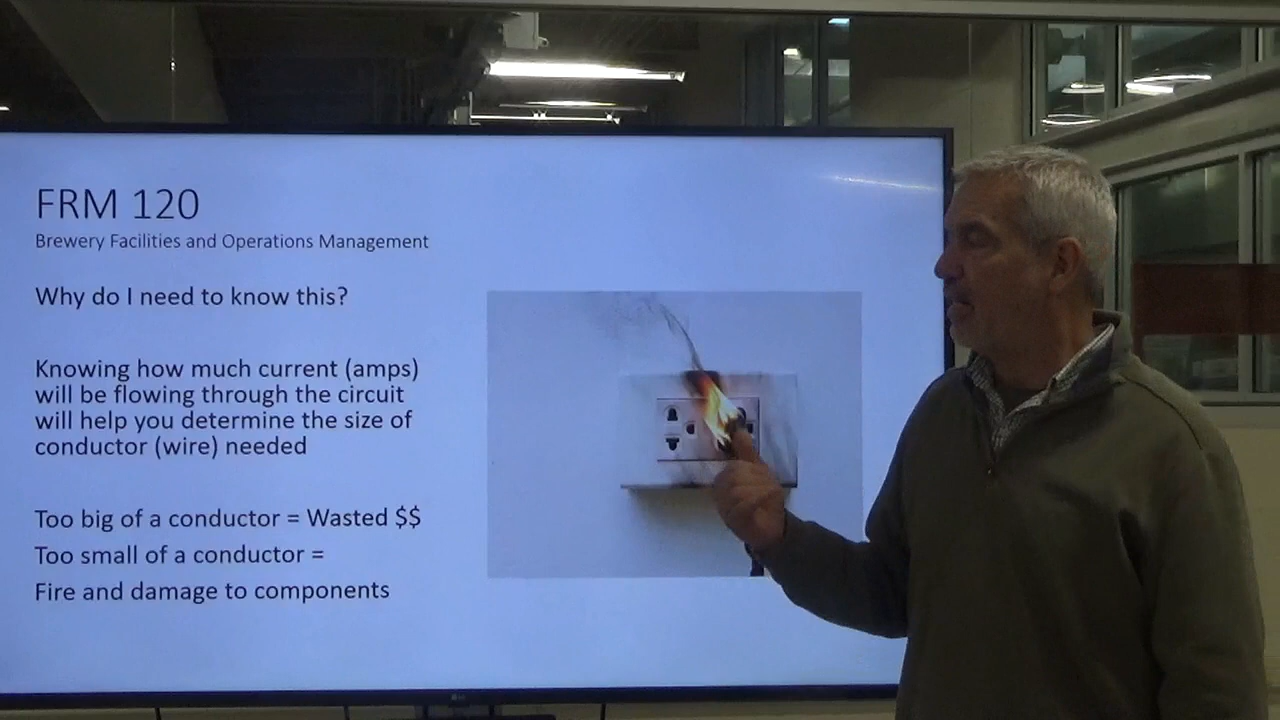 FRM 120
Brewery Facilities and Operations Management
Why do I need to know this?
Knowing how much current (amps)
will be flowing through the circuit
will help you determine the size of
conductor (wire) needed
Too big of a conductor = Wasted $$
Too small of a conductor =
Fire and damage to components
LG